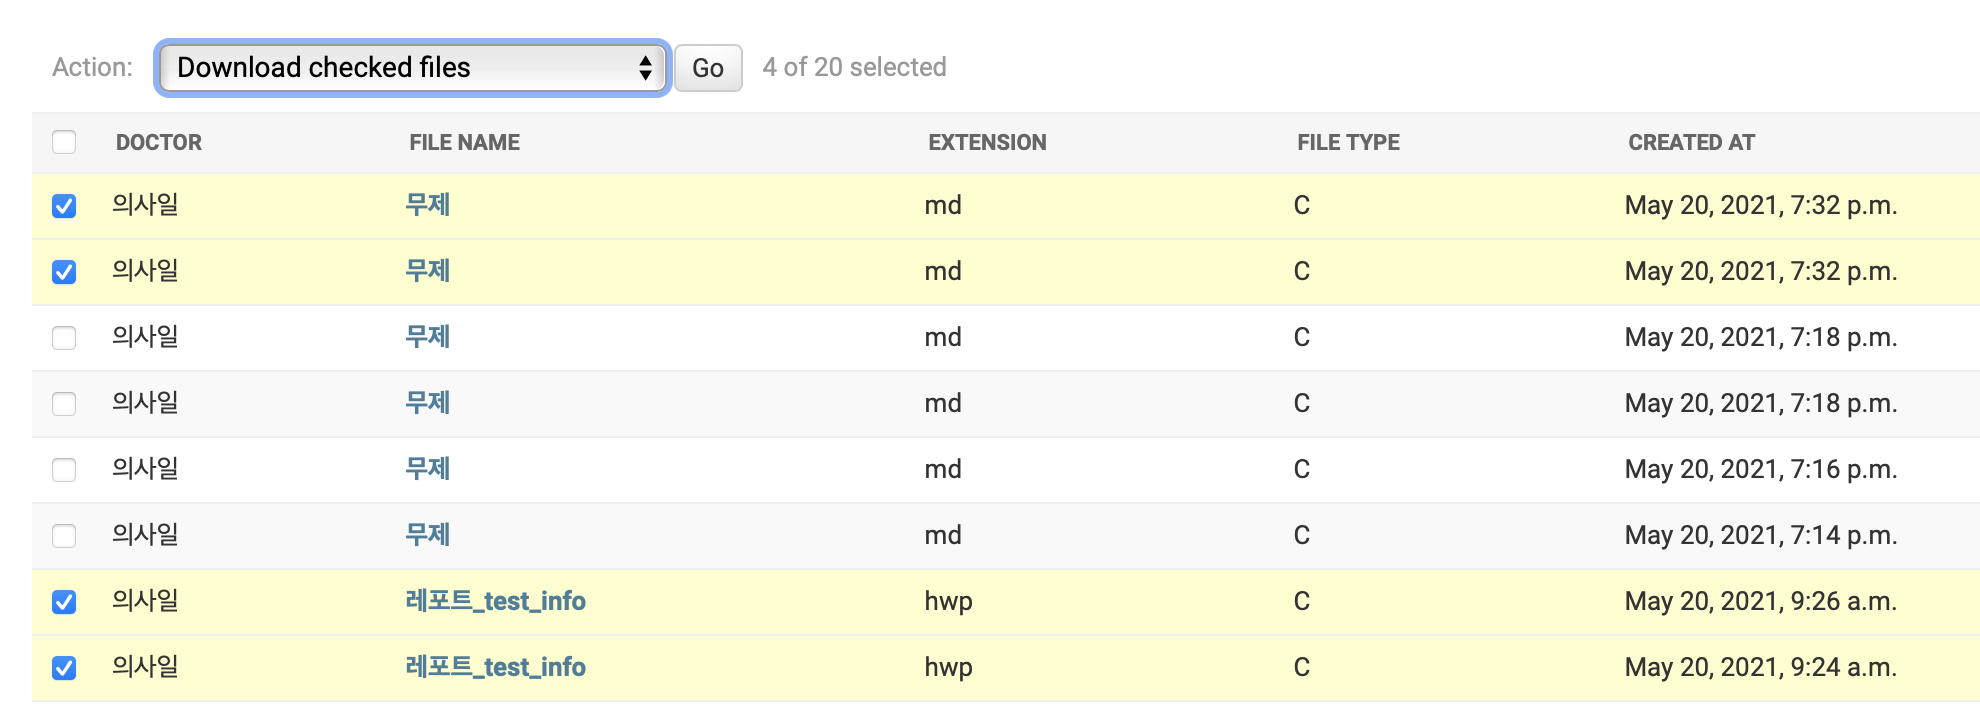 Action: Download checked files Go 4 of 20 selected
DOCTOR FILE NAME EXTENSION FILE TYPE CREATED AT
의사일 무제 md C May 20, 2021, 7:32 p.m.
의사일 무제 md C May 20, 2021, 7:32 p.m.
의사일 무제 md C May 20, 2021, 7:18 p.m.
의사일 무제 md C May 20, 2021, 7:18 p.m.
의사일 무제 md C May 20, 2021, 7:16 p.m.
의사일 무제 md C May 20, 2021, 7:14 p.m.
의사일 레포트_test_info hwp C May 20, 2021, 9:26 a.m.
의사일 레포트_test_info hwp C May 20, 2021, 9:24 a.m.